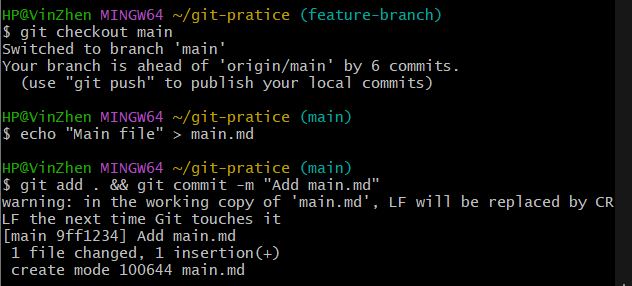 HP@VinZhen MINGW64 ~/git-pratice (feature-branch)
$ git checkout main
Switched to branch 'main'
Your branch is ahead of 'origin/main' by 6 commits.
  (use "git push" to publish your local commits)

HP@VinZhen MINGW64 ~/git-pratice (main)
$ echo "Main file" > main.md

HP@VinZhen MINGW64 ~/git-pratice (main)
$ git add . && git commit -m "Add main.md"
warning: in the working copy of 'main.md', LF will be replaced by CR
LF the next time Git touches it
[main 9ff1234] Add main.md
 1 file changed, 1 insertion(+)
 create mode 100644 main.md